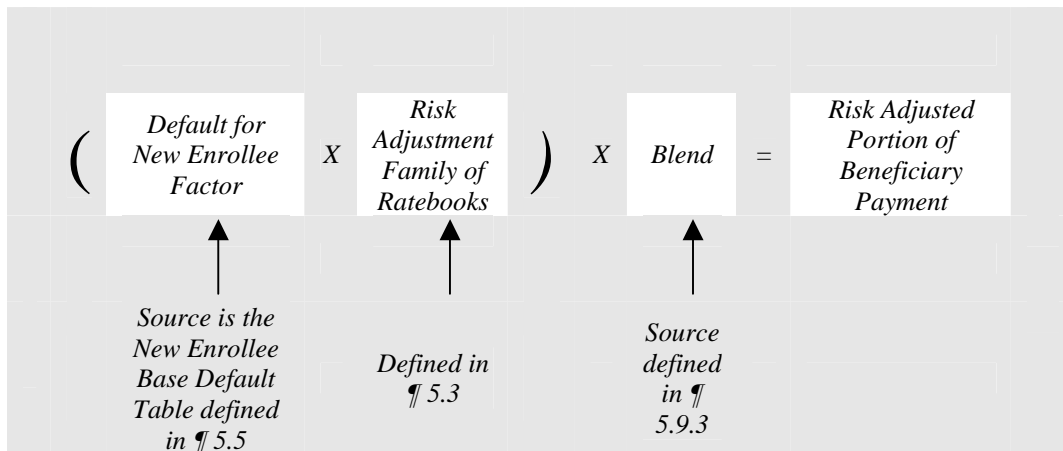 ( Default for New Enrollee Factor X Risk Adjustment Family of Ratebooks ) X Blend = Risk Adjusted Portion of Beneficiary Payment
Source is the
New Enrollee
Base Default
Table defined
in ¶ 5.5
Defined in
¶ 5.3
Source
defined
in ¶
5.9.3